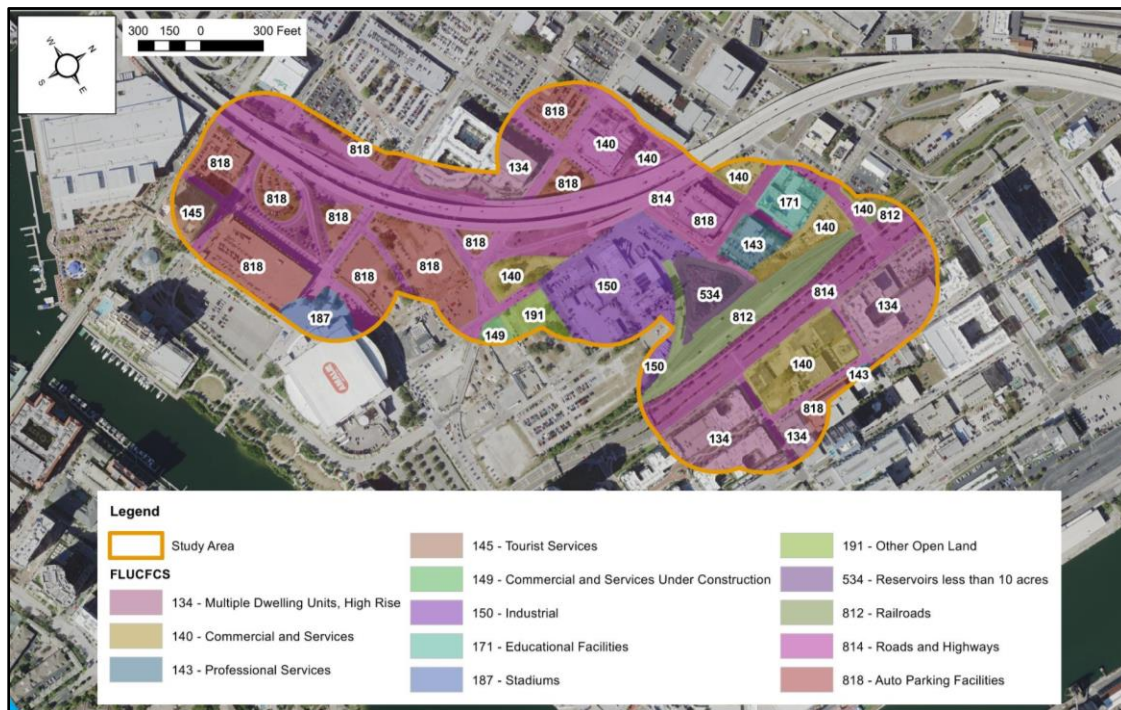 300 150 0 300 Feet
N
W
E
S
818
818
818
140
134
140
140
818
818
145
818
818
814
171
140
812
818
818
143
140
818
818
818
140
150
534
814
134
187
191
812
149
150
140
143
818
134
134
Legend
Study Area
FLUCFCS
134 - Multiple Dwelling Units, High Rise
140 - Commercial and Services
143 - Professional Services
145 - Tourist Services
149 - Commercial and Services Under Construction
150 - Industrial
171 - Educational Facilities
187 - Stadiums
191 - Other Open Land
534 - Reservoirs less than 10 acres
812 - Railroads
814 - Roads and Highways
818 - Auto Parking Facilities